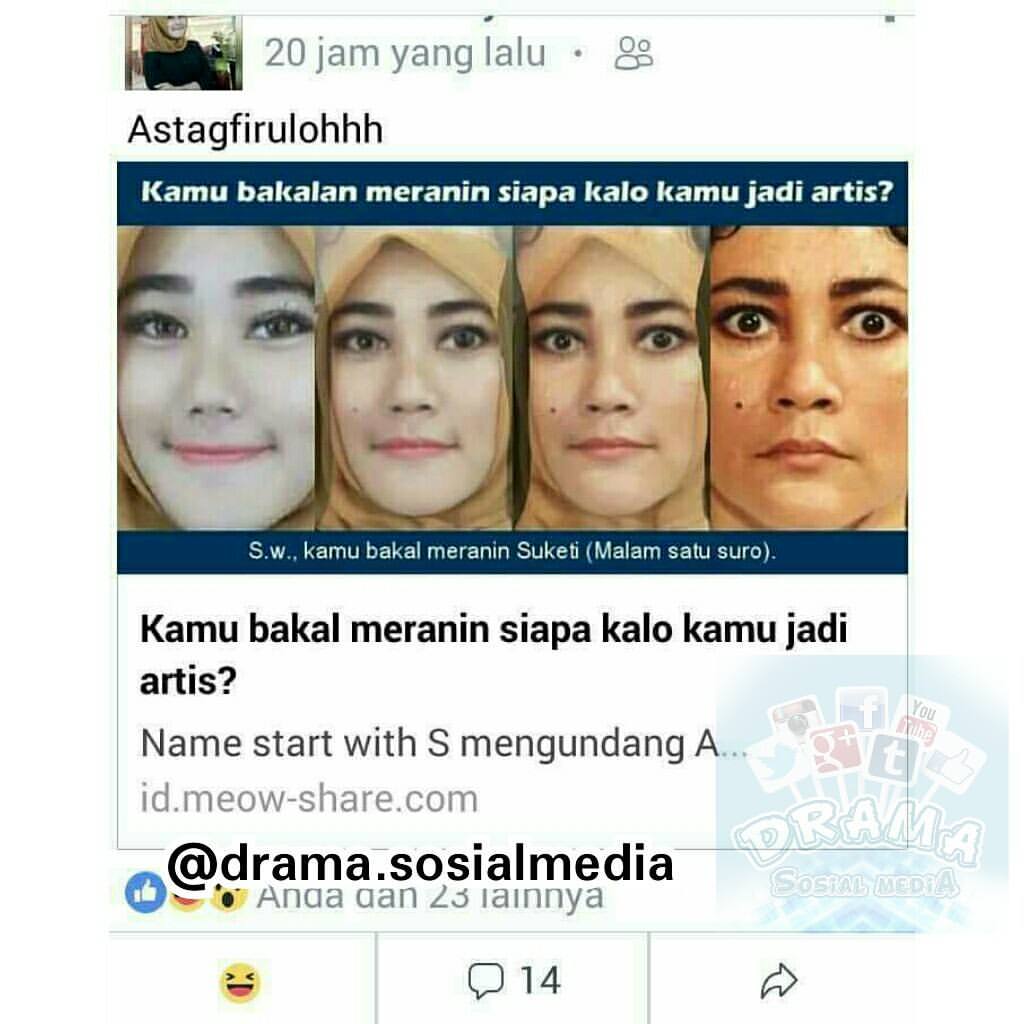 20 jam yang lalu ·
Astagfirulohhh
Kamu bakalan meranin siapa kalo kamu jadi artis?
S.w., kamu bakal meranin Suketi (Malam satu suro).
Kamu bakal meranin siapa kalo kamu jadi
artis?
Name start with S mengundang A...
id.meow-share.com
@drama.sosialmedia
Anda dan 23 lainnya
14
You
Tube
f
g+
t
DRAMA
SOSIAL MEDIA